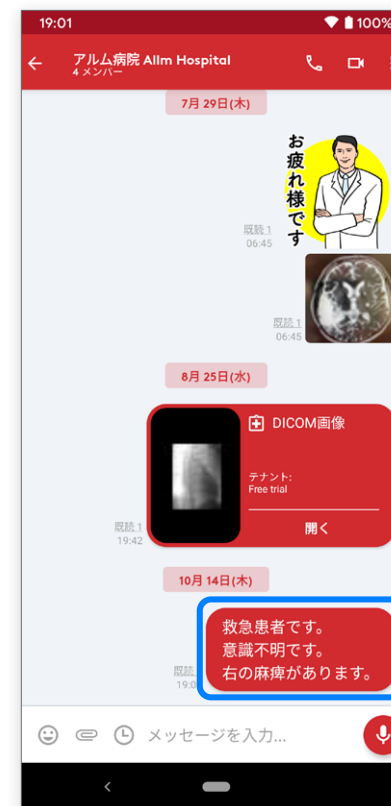 19:01
100%
アルム病院 Allm Hospital
4 メンバー
7月 29日(木)
お疲れ様です
既読 1
06:45
既読 1
06:45
8月 25日(水)
DICOM画像
テナント:
Free trial
開く
既読 1
19:42
10月 14日(木)
救急患者です。
意識不明です。
右の麻痺があります。
既読
19:0
メッセージを入力...